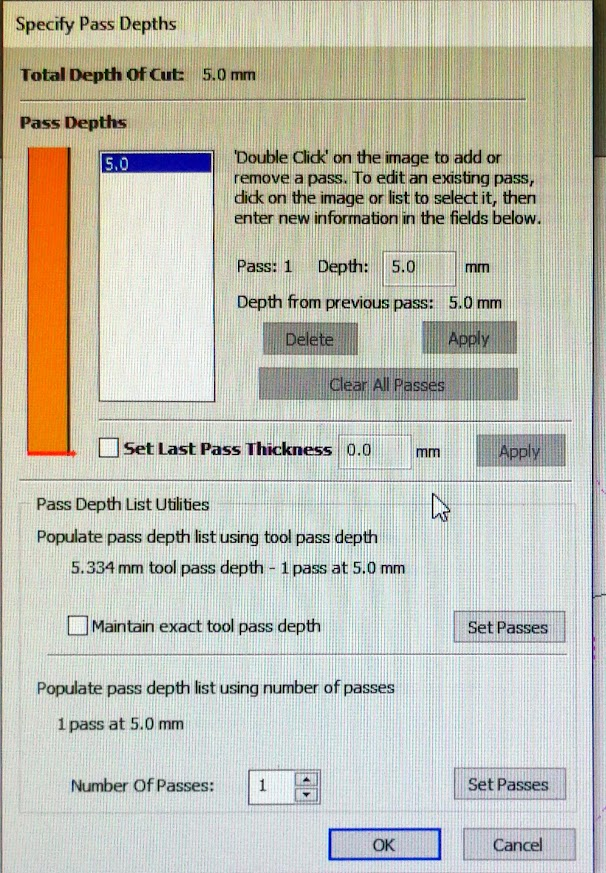 Specify Pass Depths
Total Depth Of Cut: 5.0 mm
Pass Depths
5.0
'Double Click' on the image to add or
remove a pass. To edit an existing pass,
click on the image or list to select it, then
enter new information in the fields below.
Pass: 1 Depth: 5.0 mm
Depth from previous pass: 5.0 mm
Delete Apply
Clear All Passes
Set Last Pass Thickness 0.0 mm Apply
Pass Depth List Utilities
Populate pass depth list using tool pass depth
5.334 mm tool pass depth - 1 pass at 5.0 mm
Maintain exact tool pass depth Set Passes
Populate pass depth list using number of passes
1 pass at 5.0 mm
Number Of Passes: 1 Set Passes
OK Cancel